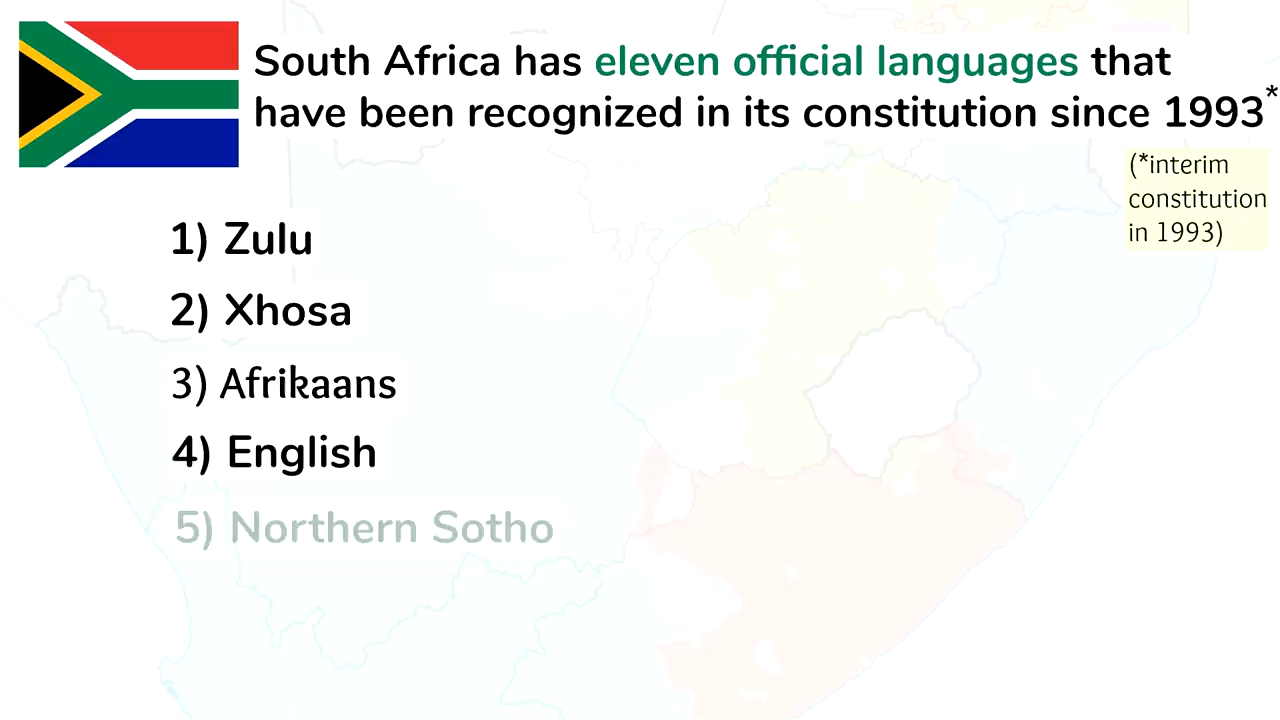 South Africa has eleven official languages that
have been recognized in its constitution since 1993*
(*interim
constitution
in 1993)
1) Zulu
2) Xhosa
3) Afrikaans
4) English
5) Northern Sotho